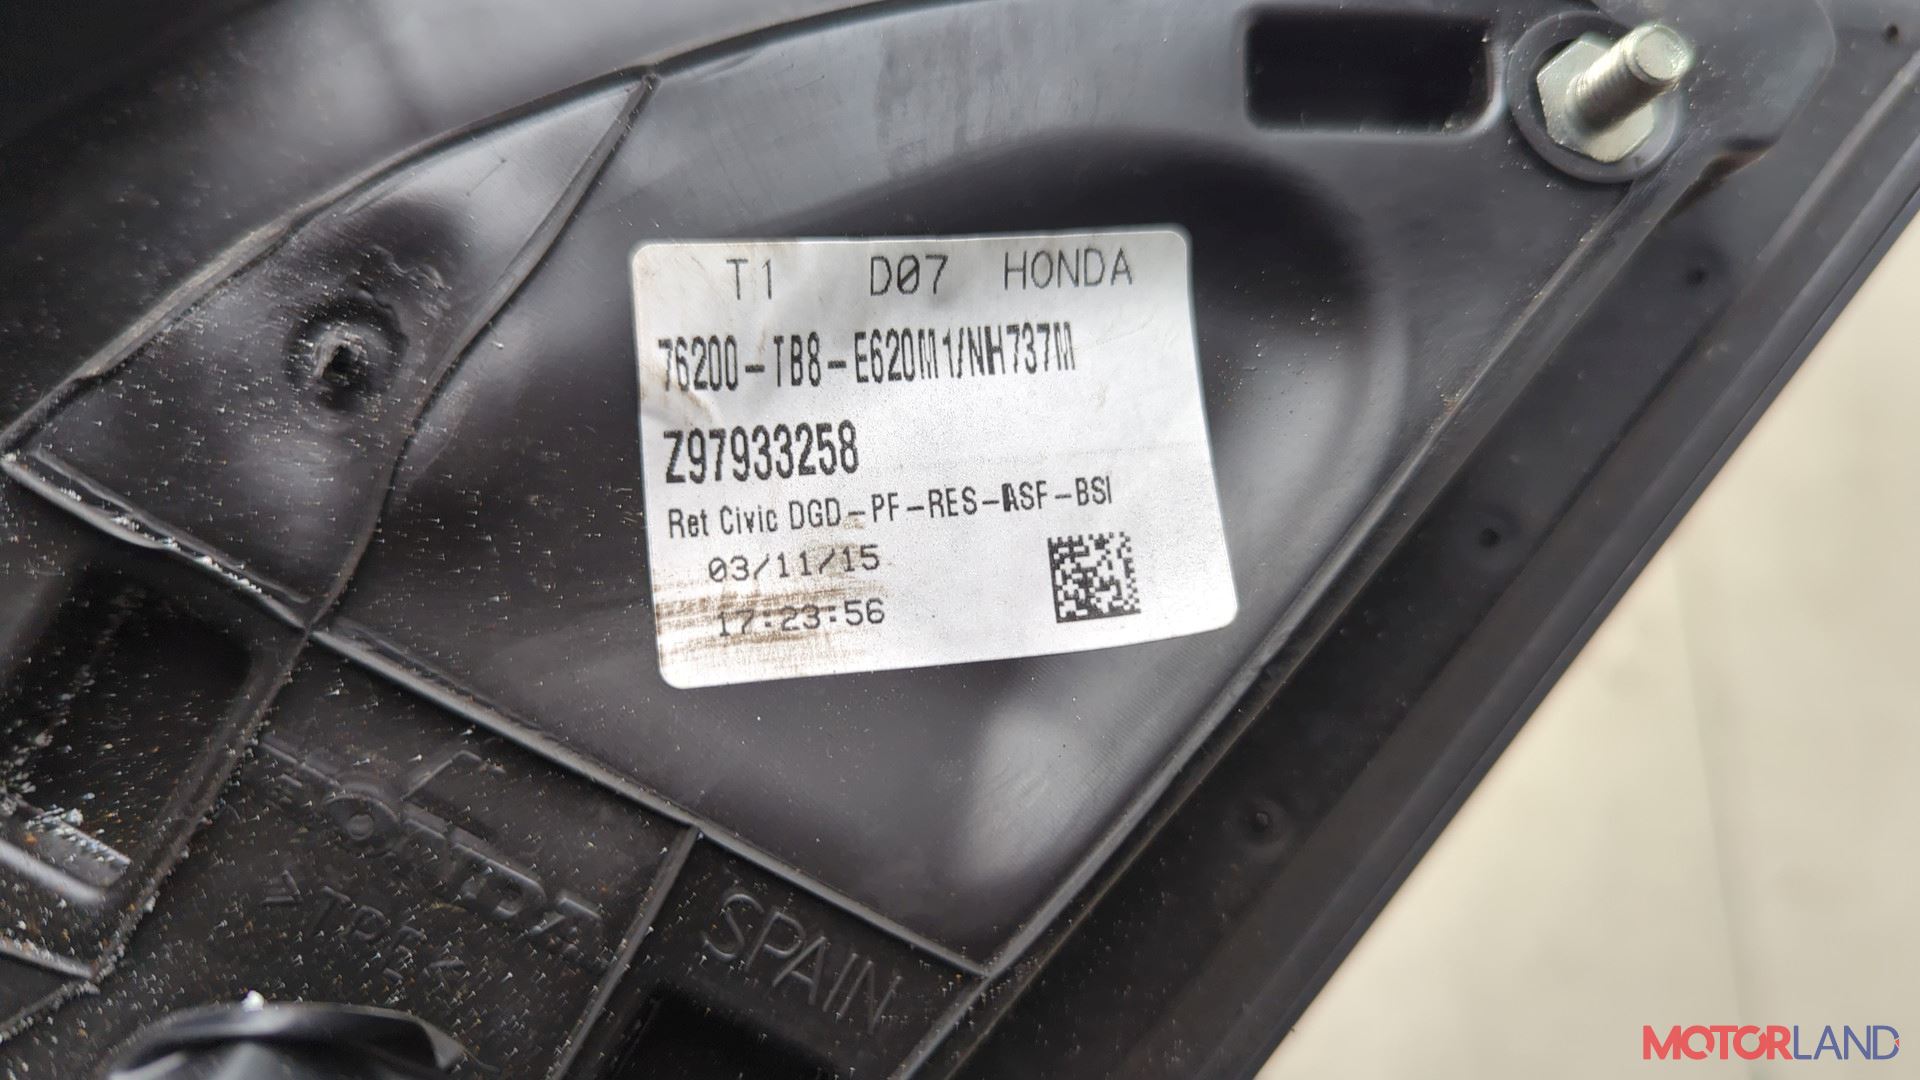 T1 D07 HONDA
76200-TB8-E620M1/NH737M
Z97933258
Ret Civic DGD-PF-RES-ASF-BSI
03/11/15
17:23:56
HONDA
SPAIN
MOTORLAND